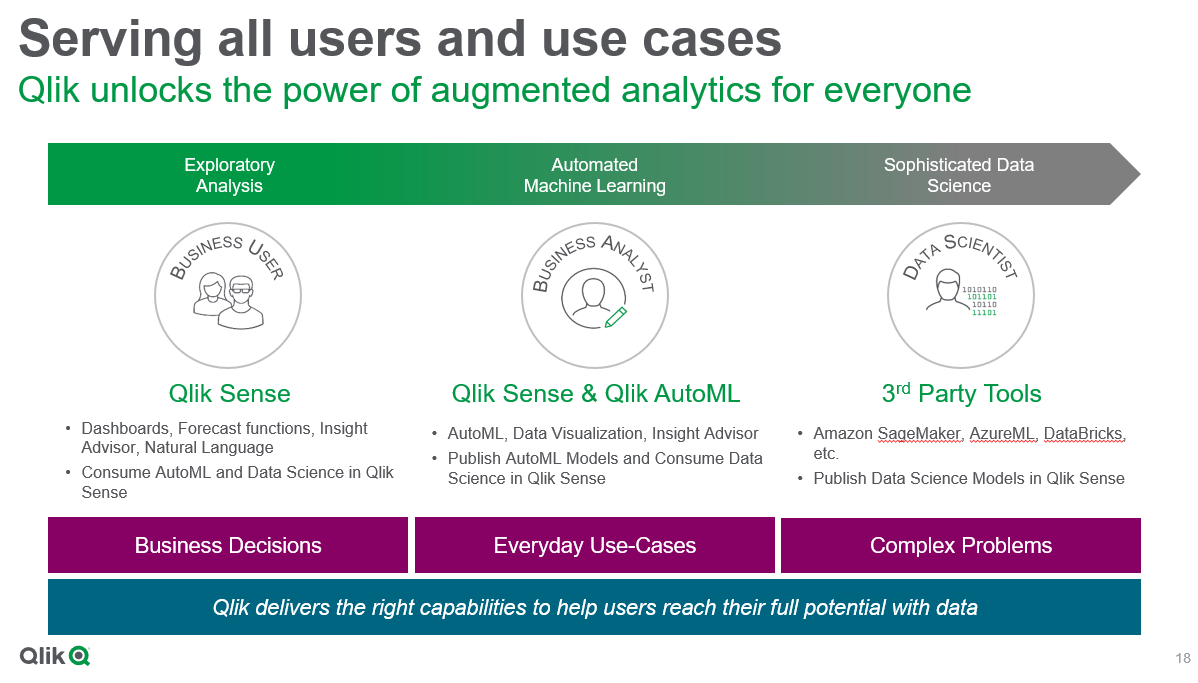 Serving all users and use cases
Qlik unlocks the power of augmented analytics for everyone
Exploratory
Analysis
Automated
Machine Learning
Sophisticated Data
Science
BUSINESS USER
BUSINESS ANALYST
DATA SCIENTIST
1010110
101101
10110
11101
Qlik Sense
• Dashboards, Forecast functions, Insight
Advisor, Natural Language
• Consume AutoML and Data Science in Qlik
Sense
Qlik Sense & Qlik AutoML
• AutoML, Data Visualization, Insight Advisor
• Publish AutoML Models and Consume Data
Science in Qlik Sense
3rd Party Tools
• Amazon SageMaker, AzureML, DataBricks,
etc.
• Publish Data Science Models in Qlik Sense
Business Decisions
Everyday Use-Cases
Complex Problems
Qlik delivers the right capabilities to help users reach their full potential with data
Qlik
18